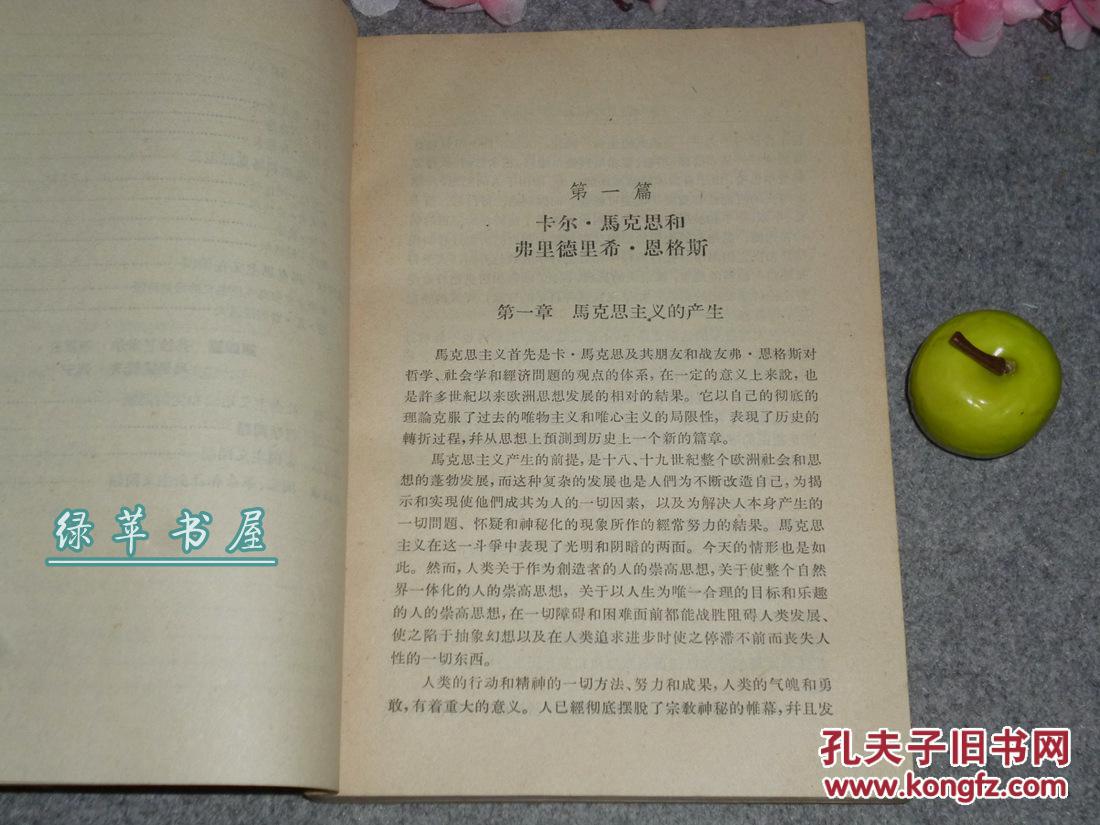 第一篇
卡尔·馬克思和
弗里德里希·恩格斯
第一章 馬克思主义的产生
馬克思主义首先是卡·馬克思及其朋友和战友弗·恩格斯对
哲学、社会学和經济問題的观点的体系，在一定的意义上来說，也
是許多世紀以来欧洲思想发展的相对的結果。它以自己的彻底的
理論克服了过去的唯物主义和唯心主义的局限性，表現了历史的
轉折过程，幷从思想上預測到历史上一个新的篇章。
馬克思主义产生的前提，是十八、十九世紀整个欧洲社会和思
想的蓬勃发展，而这种复杂的发展也是人們为不断改造自己，为揭
示和实現使他們成其为人的一切因素，以及为解决人本身产生的
一切問題、怀疑和神秘化的現象所作的經常努力的結果。馬克思
主义在这一斗爭中表現了光明和阴暗的两面。今天的情形也是如
此。然而，人类关于作为創造者的人的崇高思想，关于使整个自然
界一体化的人的崇高思想，关于以人生为唯一合理的目标和乐趣
的人的崇高思想，在一切障碍和困难面前都能战胜阻碍人类发展、
使之陷于抽象幻想以及在人类追求进步时使之停滞不前而丧失人
性的一切东西。
人类的行动和精神的一切方法、努力和成果，人类的气魄和勇
敢，有着重大的意义。人已經彻底摆脱了宗敎神秘的帷幕，幷且发
绿苹书屋
孔夫子旧书网
www.kongfz.com